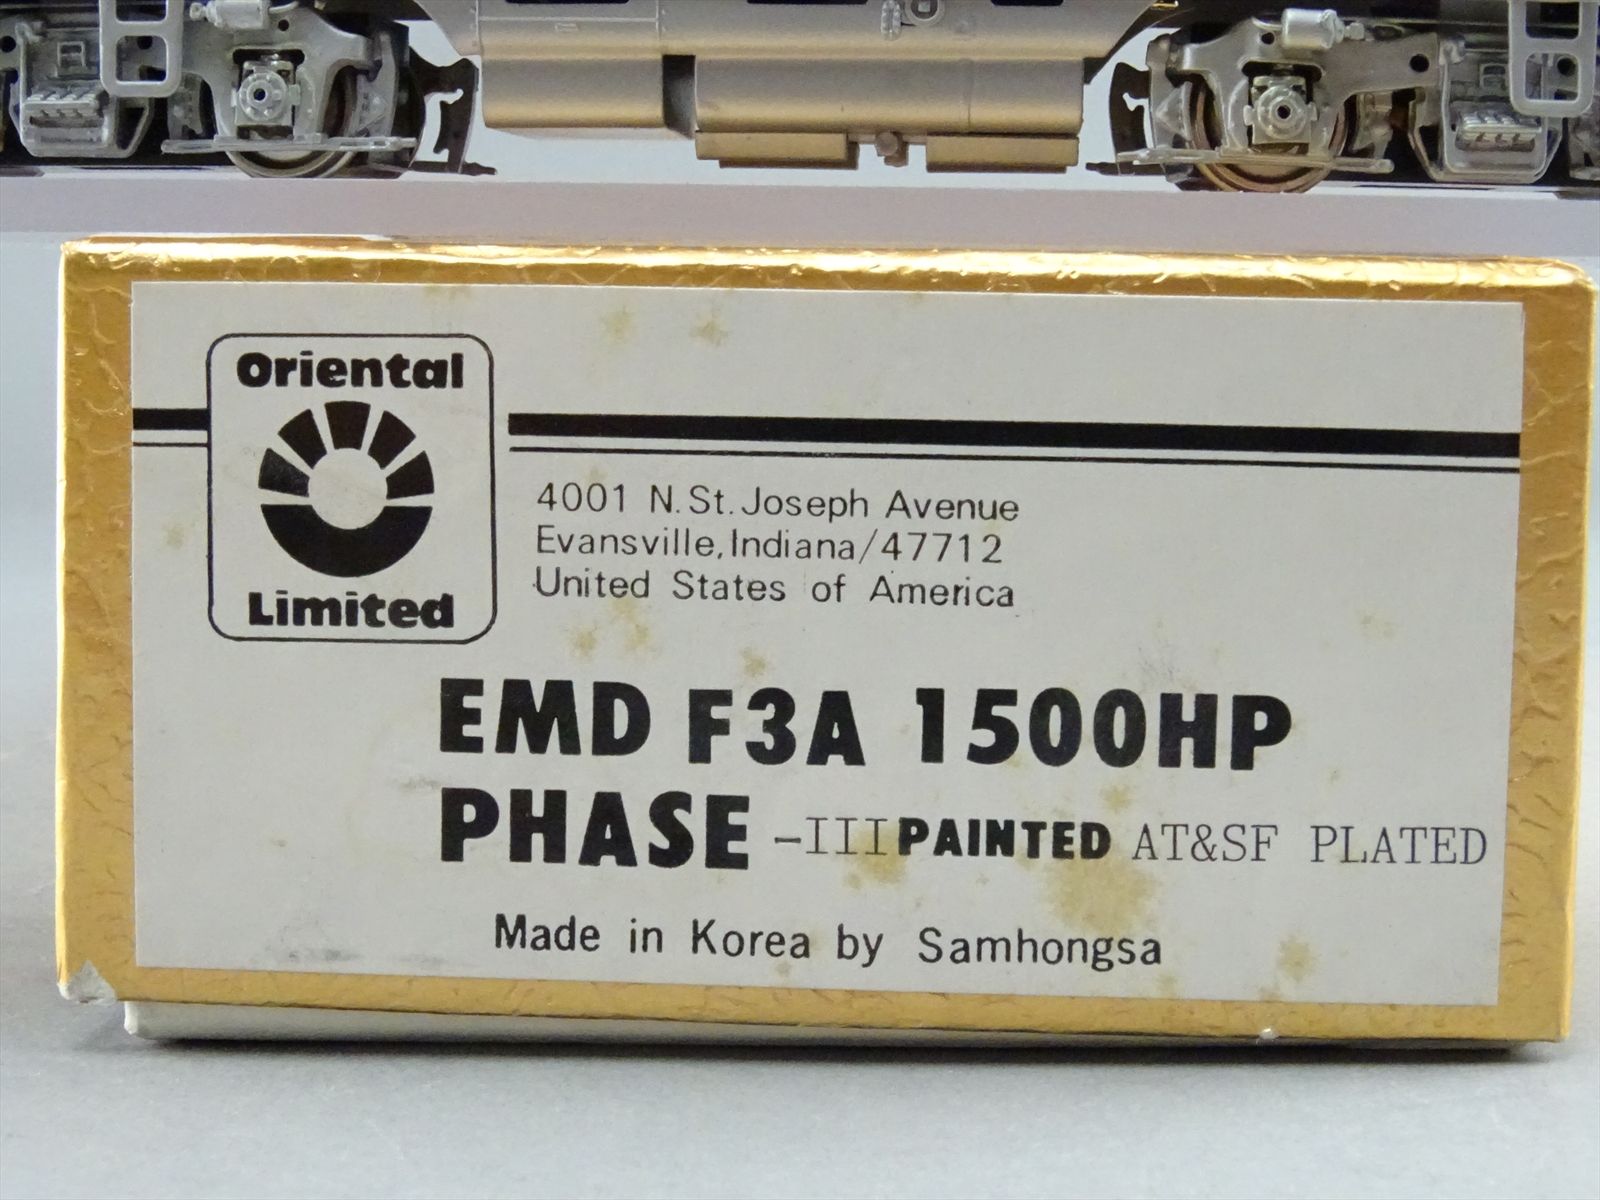 Oriental
Limited
4001 N. St. Joseph Avenue
Evansville, Indiana/47712
United States of America
EMD F3A 1500HP
PHASE -III PAINTED AT&SF PLATED
Made in Korea by Samhongsa